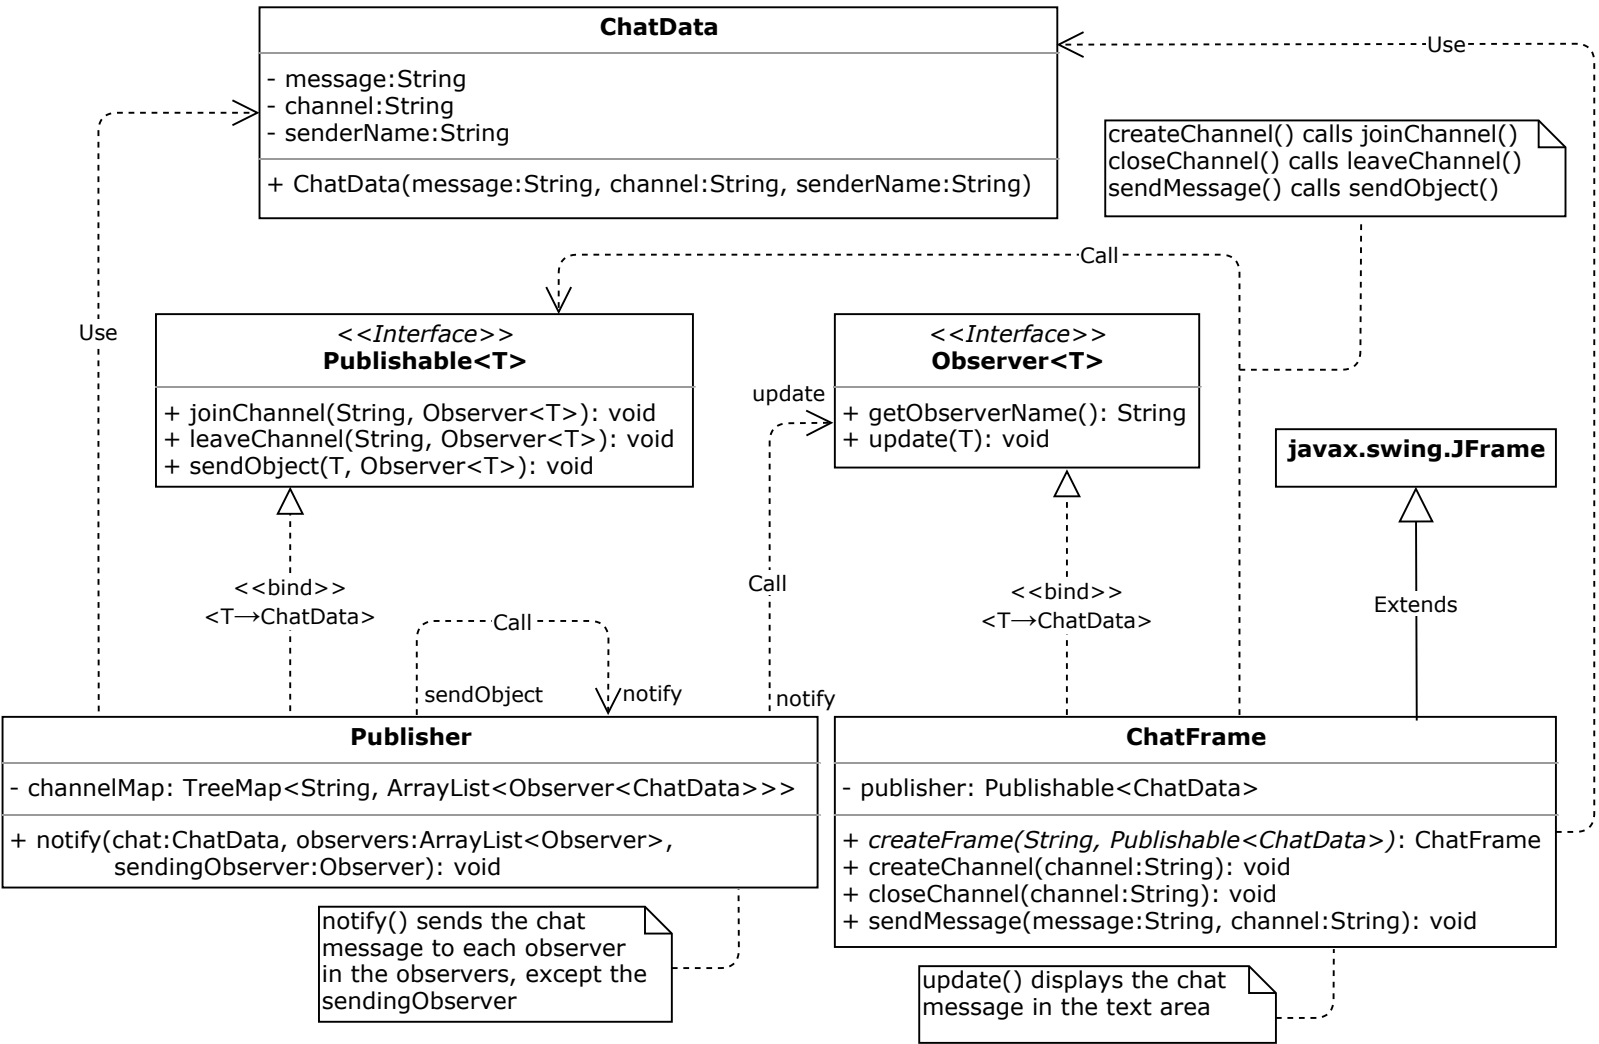 ChatData
- message:String
- channel:String
- senderName:String
+ ChatData(message:String, channel:String, senderName:String)
Use
createChannel() calls joinChannel()
closeChannel() calls leaveChannel()
sendMessage() calls sendObject()
Call
Use
<<Interface>>
Publishable<T>
+ joinChannel(String, Observer<T>): void
+ leaveChannel(String, Observer<T>): void
+ sendObject(T, Observer<T>): void
<<Interface>>
Observer<T>
+ getObserverName(): String
+ update(T): void
update
javax.swing.JFrame
<<bind>>
<T→ChatData>
Call
sendObject
notify
Call
notify
<<bind>>
<T→ChatData>
Extends
Publisher
- channelMap: TreeMap<String, ArrayList<Observer<ChatData>>>
+ notify(chat:ChatData, observers:ArrayList<Observer>,
sendingObserver:Observer): void
ChatFrame
- publisher: Publishable<ChatData>
+ createFrame(String, Publishable<ChatData>): ChatFrame
+ createChannel(channel:String): void
+ closeChannel(channel:String): void
+ sendMessage(message:String, channel:String): void
notify() sends the chat
message to each observer
in the observers, except the
sendingObserver
update() displays the chat
message in the text area